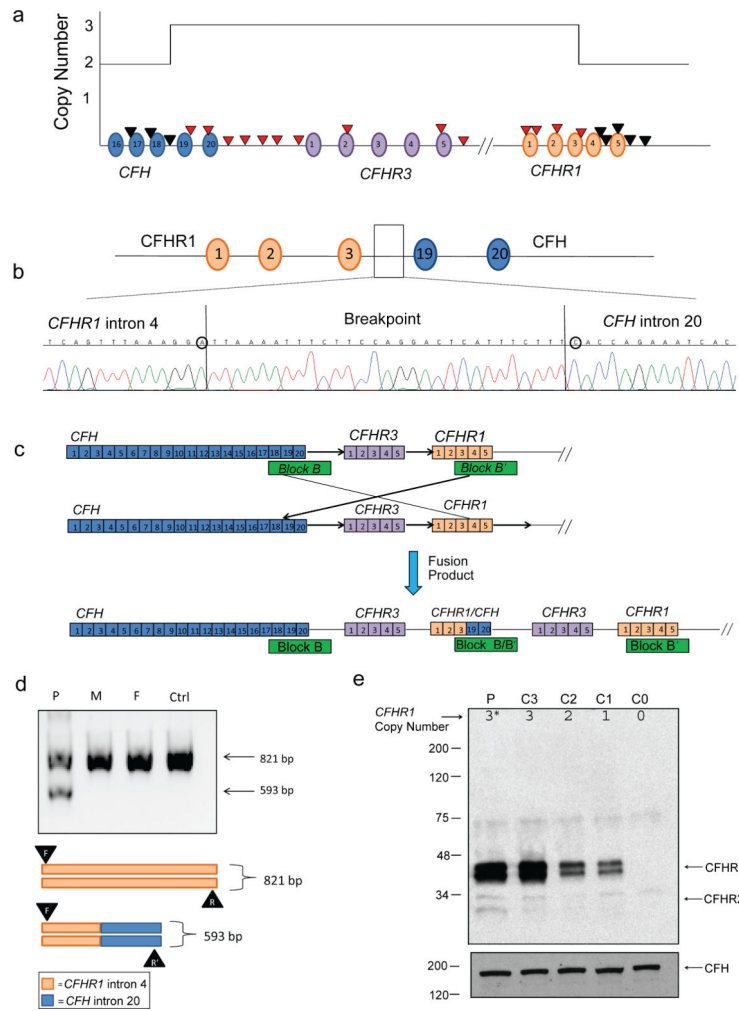 a
Copy Number
3
2
1
16 17 18 19 20 1 2 3 4 5 // 1 2 3 4 5
CFH CFHR3 CFHR1
CFHR1 1 2 3 19 20 CFH
b
CFHR1 intron 4 Breakpoint CFH intron 20
T C A G T T T A A A G G A T T A A A A T T T C T T C C A G G A C T C A T T T C T T T C A C C A G A A A T C A C
c
CFH CFHR3 CFHR1
1 2 3 4 5 6 7 8 9 10 11 12 13 14 15 16 17 18 19 20 1 2 3 4 5 1 2 3 4 5 //
Block B Block B'
CFH CFHR3 CFHR1
1 2 3 4 5 6 7 8 9 10 11 12 13 14 15 16 17 18 19 20 1 2 3 4 5 1 2 3 4 5 //
Fusion
Product
CFH CFHR3 CFHR1/CFH CFHR3 CFHR1
1 2 3 4 5 6 7 8 9 10 11 12 13 14 15 16 17 18 19 20 1 2 3 4 5 1 2 3 19 20 1 2 3 4 5 1 2 3 4 5 //
Block B Block B/B' Block B'
d
P M F Ctrl
821 bp
593 bp
F
821 bp
R
F
593 bp
R'
= CFHR1 intron 4
= CFH intron 20
e
P C3 C2 C1 C0
CFHR1
Copy Number
3* 3 2 1 0
200
120
75
48
34
CFHR
CFHR2
200
120
CFH